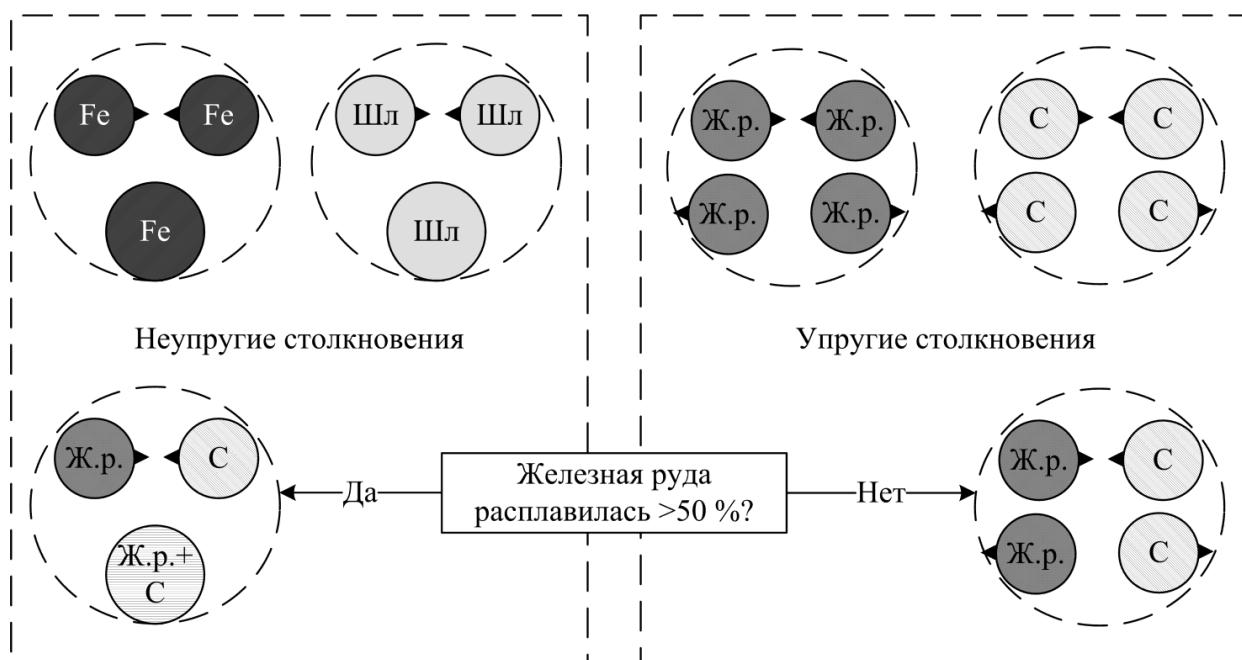 Fe Fe Шл Шл Ж.р. Ж.р. С С
Fe Шл Ж.р. Ж.р. С С
Неупругие столкновения Упругие столкновения
Ж.р. С Железная руда Ж.р. С
Да расплавилась >50 %? Нет
Ж.р.+ Ж.р. С
С